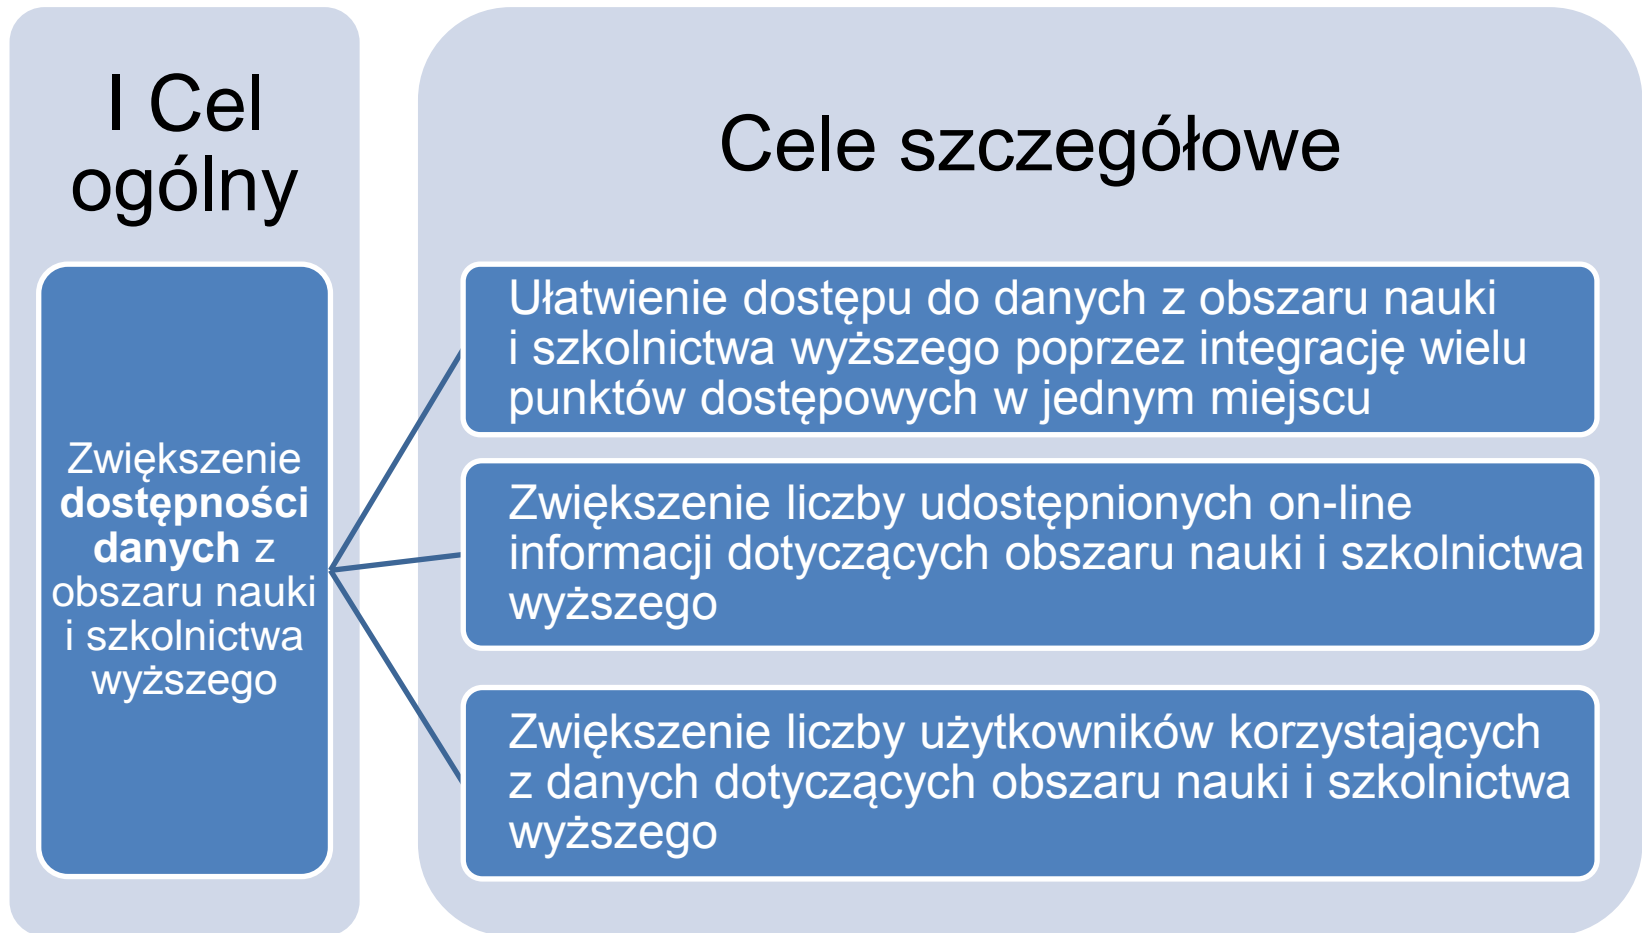 I Cel
ogólny
Cele szczegółowe
Zwiększenie
dostępności
danych z
obszaru nauki
i szkolnictwa
wyższego
Ułatwienie dostępu do danych z obszaru nauki
i szkolnictwa wyższego poprzez integrację wielu
punktów dostępowych w jednym miejscu
Zwiększenie liczby udostępnionych on-line
informacji dotyczących obszaru nauki i szkolnictwa
wyższego
Zwiększenie liczby użytkowników korzystających
z danych dotyczących obszaru nauki i szkolnictwa
wyższego